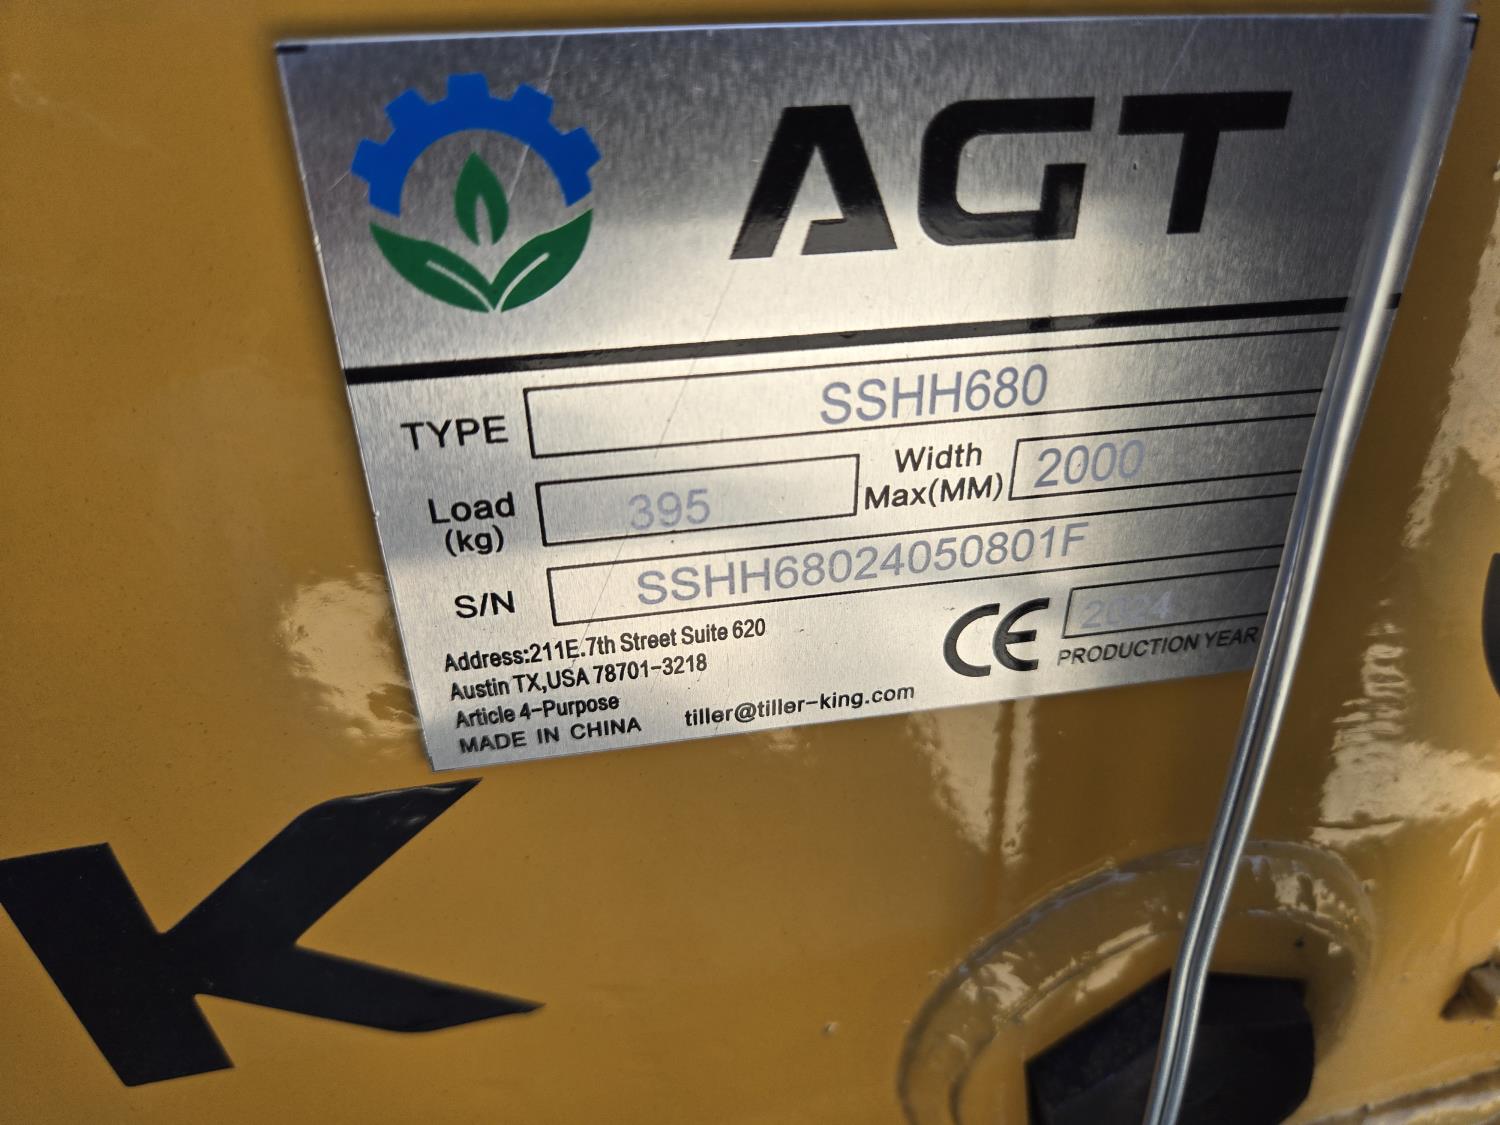 AGT
TYPE SSHH680
Load (kg) 395 Width Max(MM) 2000
S/N SSHH68024050801F
Address:211E.7th Street Suite 620
Austin TX,USA 78701-3218
Article 4-Purpose
MADE IN CHINA
tiller@tiller-king.com
CE 2024
PRODUCTION YEAR
K